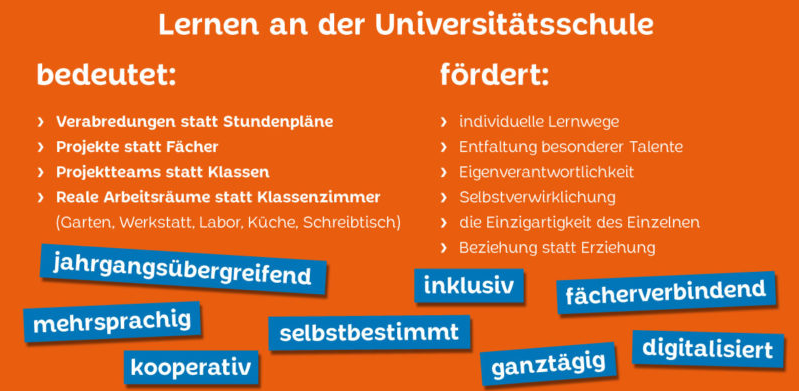 Lernen an der Universitätsschule
bedeutet:
› Verabredungen statt Stundenpläne
› Projekte statt Fächer
› Projektteams statt Klassen
› Reale Arbeitsräume statt Klassenzimmer
(Garten, Werkstatt, Labor, Küche, Schreibtisch)
fördert:
› individuelle Lernwege
› Entfaltung besonderer Talente
› Eigenverantwortlichkeit
› Selbstverwirklichung
› die Einzigartigkeit des Einzelnen
› Beziehung statt Erziehung
jahrgangsübergreifend
inklusiv
fächerverbindend
mehrsprachig
selbstbestimmt
kooperativ
ganztägig
digitalisiert